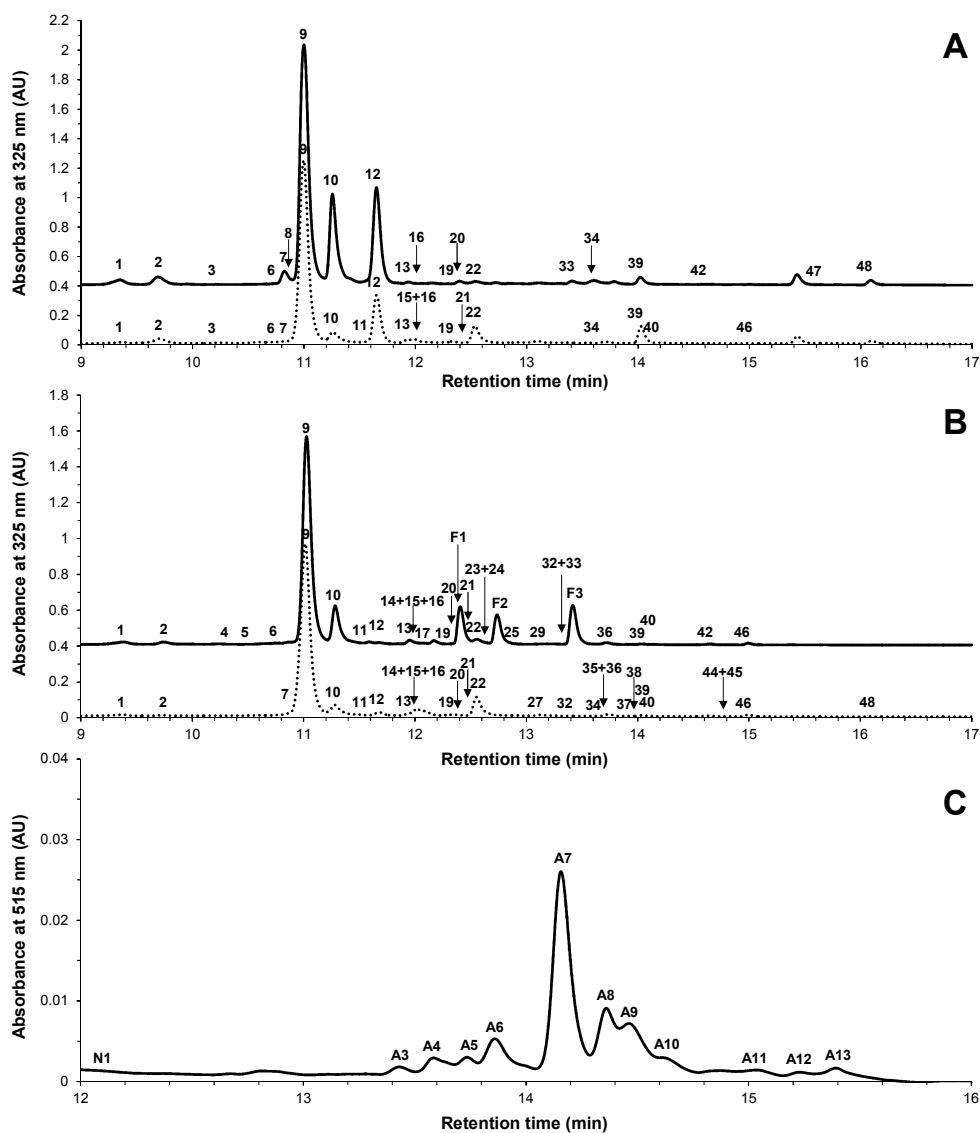 A
Absorbance at 325 nm (AU)
2.2
2
1.8
1.6
1.4
1.2
1
0.8
0.6
0.4
0.2
0
9
9
10
12
8
7
16
20
34
1 2 3 6 13 19 22 33 39 42 47 48
12
15+16 21
1 2 3 6 7 10 11 13 19 22 34 39 40 46
9 10 11 12 13 14 15 16 17
Retention time (min)
B
Absorbance at 325 nm (AU)
1.8
1.6
1.4
1.2
1
0.8
0.6
0.4
0.2
0
9
9
F1
23+24 32+33
20 21
10 14+15+16 F2 F3
1 2 4 5 6 11 12 13 17 19 22 25 29 36 39 40 42 46
14+15+16 20 21 35+36 38 44+45
1 2 7 10 11 12 13 19 22 27 32 34 37 39 40 46 48
9 10 11 12 13 14 15 16 17
Retention time (min)
C
Absorbance at 515 nm (AU)
0.04
0.03
0.02
0.01
0
N1 A3 A4 A5 A6 A7 A8 A9 A10 A11 A12 A13
12 13 14 15 16
Retention time (min)